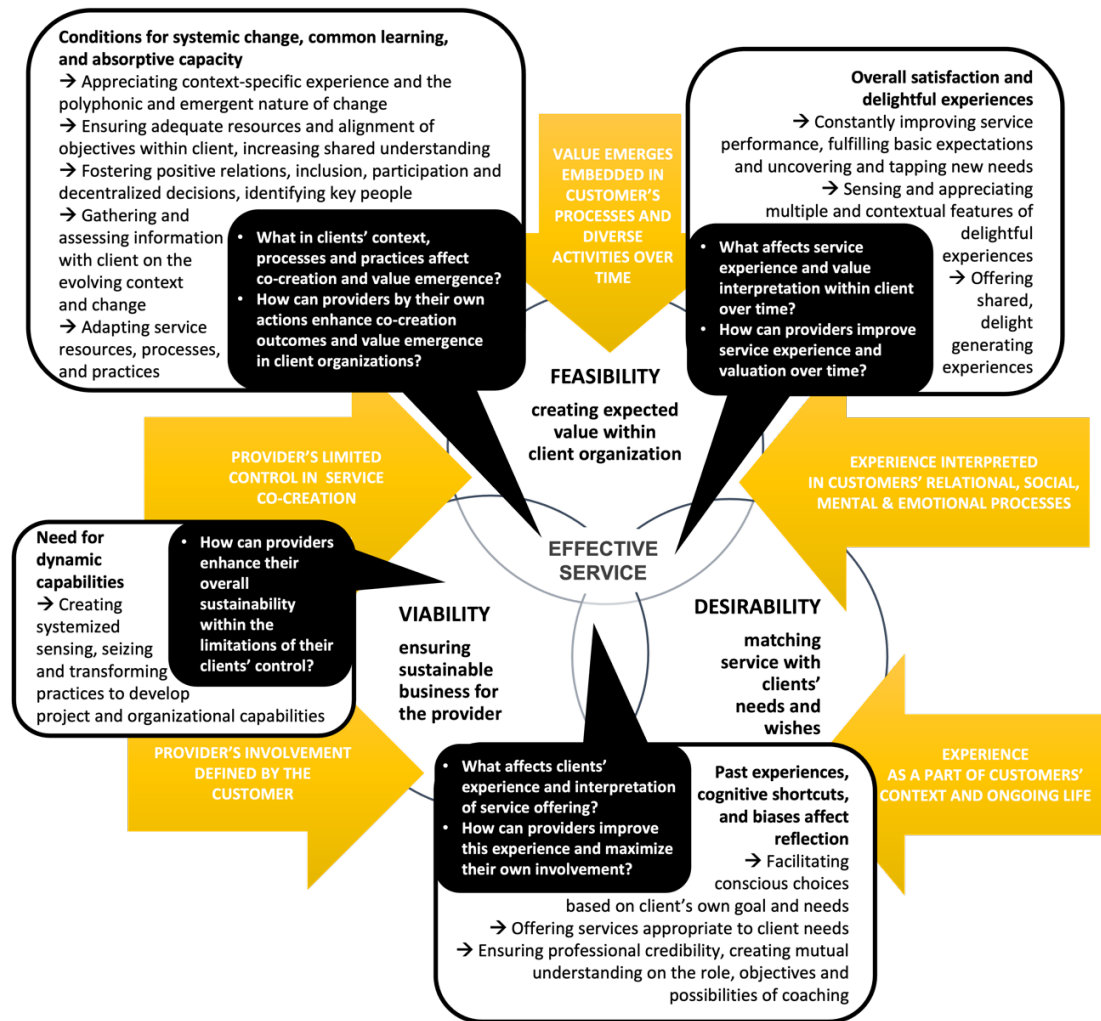 Conditions for systemic change, common learning,
and absorptive capacity
→ Appreciating context-specific experience and the
polyphonic and emergent nature of change
→ Ensuring adequate resources and alignment of
objectives within client, increasing shared understanding
→ Fostering positive relations, inclusion, participation and
decentralized decisions, identifying key people
→ Gathering and
assessing information
with client on the
evolving context
and change
→ Adapting service
resources, processes,
and practices
• What in clients' context,
processes and practices affect
co-creation and value emergence?
• How can providers by their own
actions enhance co-creation
outcomes and value emergence
in client organizations?
VALUE EMERGES
EMBEDDED IN
CUSTOMER'S
PROCESSES AND
DIVERSE
ACTIVITIES OVER
TIME
Overall satisfaction and
delightful experiences
→ Constantly improving service
performance, fulfilling basic expectations
and uncovering and tapping new needs
→ Sensing and appreciating
multiple and contextual features of
delightful
experiences
→ Offering
shared,
delight
generating
experiences
• What affects service
experience and value
interpretation within client
over time?
• How can providers improve
service experience and
valuation over time?
FEASIBILITY
creating expected
value within
client organization
PROVIDER'S LIMITED
CONTROL IN SERVICE
CO-CREATION
EXPERIENCE INTERPRETED
IN CUSTOMERS' RELATIONAL, SOCIAL,
MENTAL & EMOTIONAL PROCESSES
Need for
dynamic
capabilities
→ Creating
systemized
sensing, seizing
and transforming
practices to develop
project and organizational capabilities
• How can providers
enhance their
overall
sustainability
within the
limitations of their
clients' control?
EFFECTIVE
SERVICE
VIABILITY
ensuring
sustainable
business for
the provider
DESIRABILITY
matching
service with
clients'
needs and
wishes
PROVIDER'S INVOLVEMENT
DEFINED BY THE
CUSTOMER
EXPERIENCE
AS A PART OF CUSTOMERS'
CONTEXT AND ONGOING LIFE
• What affects clients'
experience and interpretation
of service offering?
• How can providers improve
this experience and maximize
their own involvement?
Past experiences,
cognitive shortcuts,
and biases affect
reflection
→ Facilitating
conscious choices
based on client's own goal and needs
→ Offering services appropriate to client needs
→ Ensuring professional credibility, creating mutual
understanding on the role, objectives and
possibilities of coaching